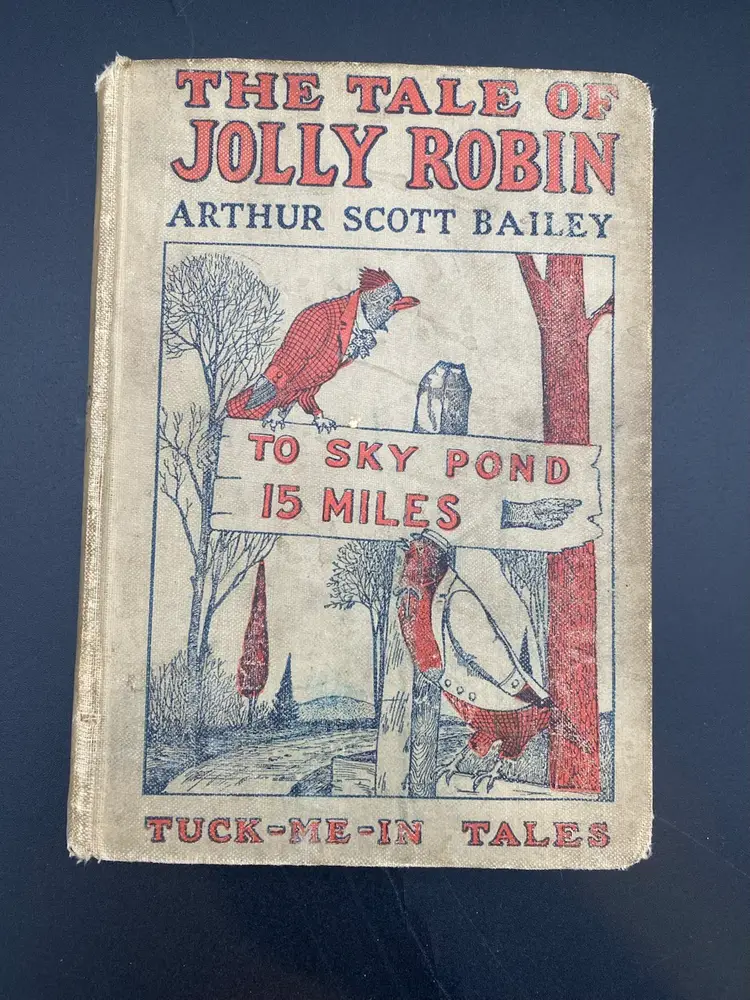 THE TALE OF
JOLLY ROBIN
ARTHUR SCOTT BAILEY
TO SKY POND
15 MILES
TUCK-ME-IN TALES